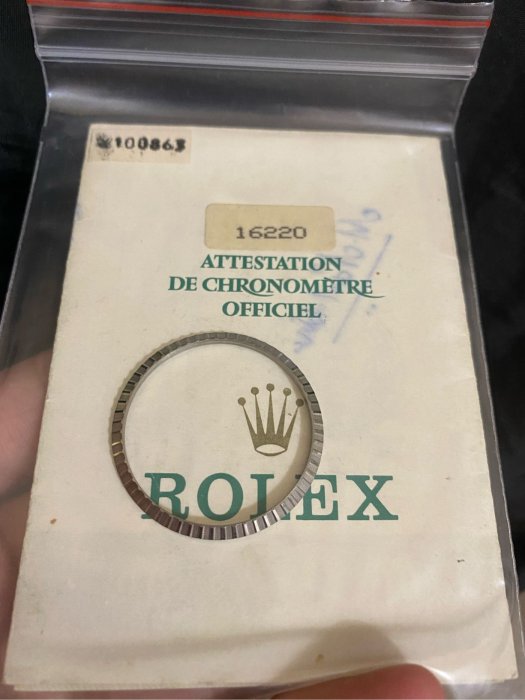 100863
16220
ATTESTATION
DE CHRONOMÈTRE
OFFICIEL
ROLEX